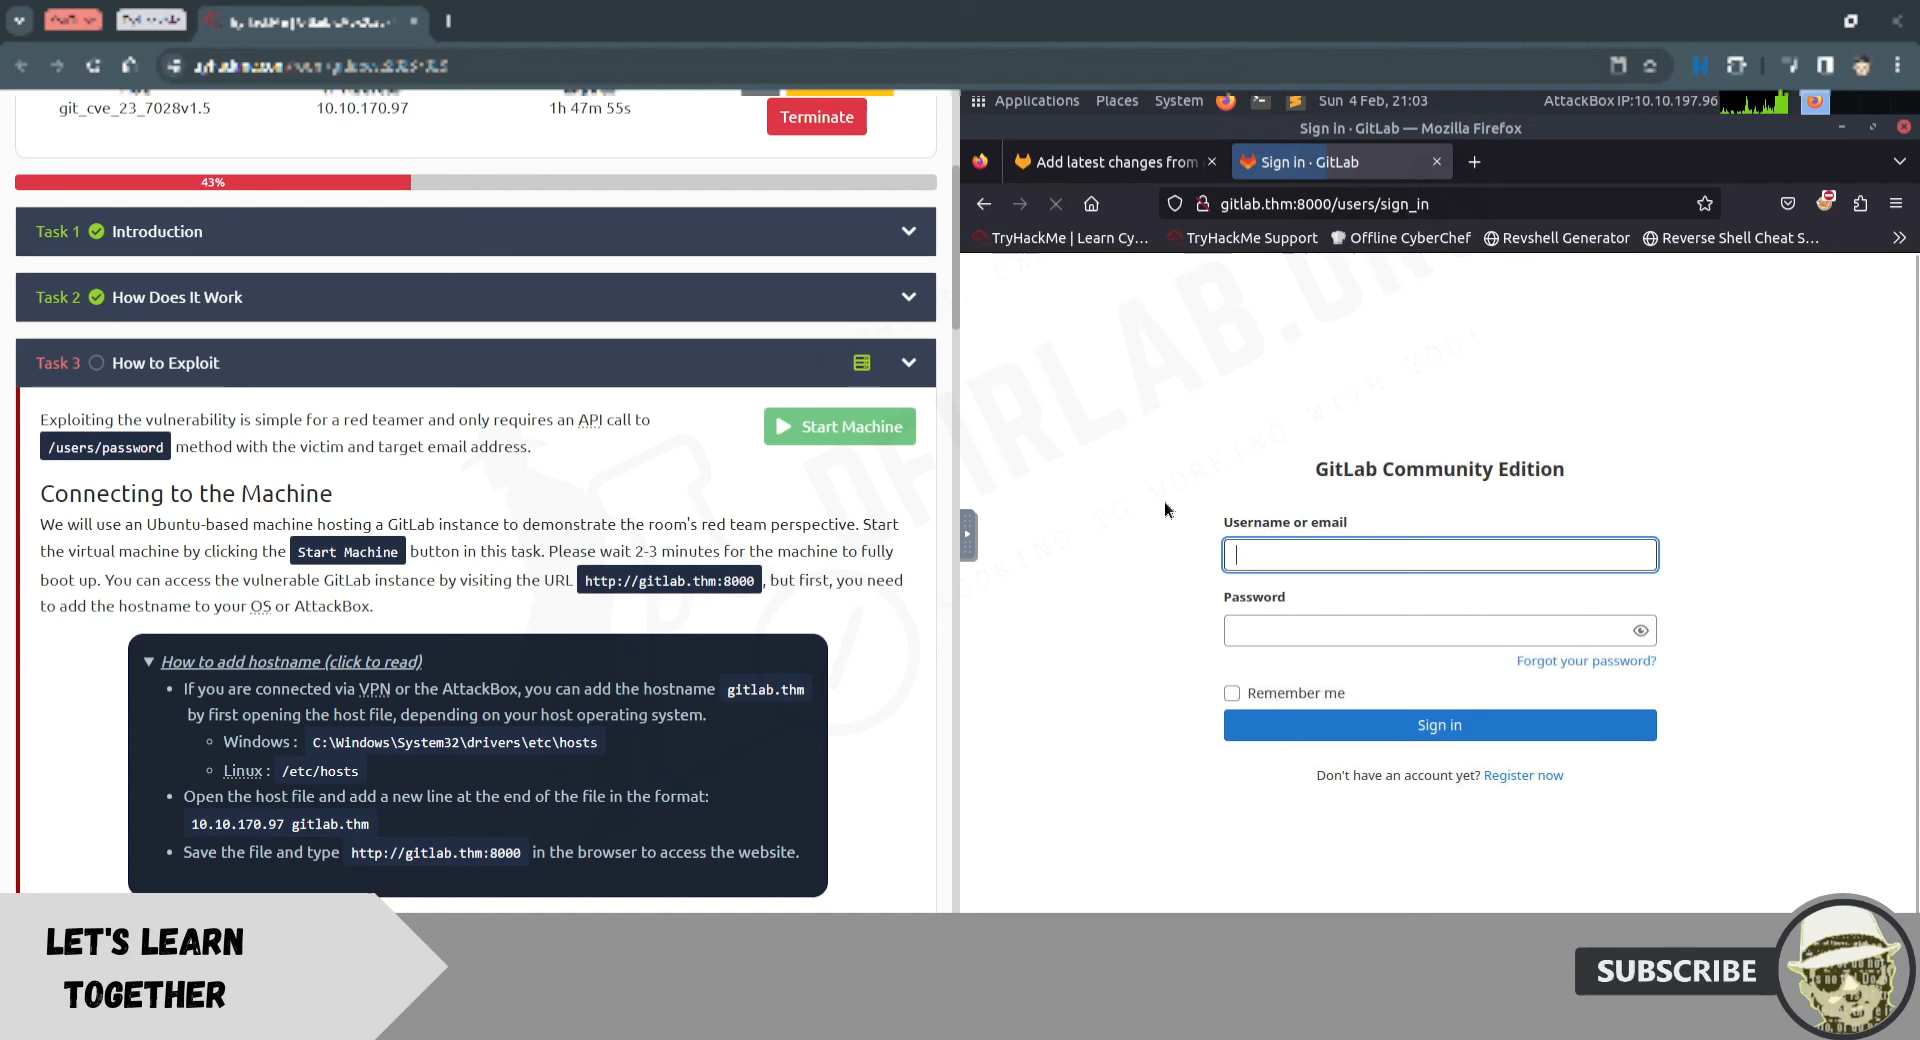 git_cve_23_7028v1.5
10.10.170.97
1h 47m 55s
Terminate
43%
Task 1 Introduction
Task 2 How Does It Work
Task 3 How to Exploit
Exploiting the vulnerability is simple for a red teamer and only requires an API call to
/users/password method with the victim and target email address.
Start Machine
Connecting to the Machine
We will use an Ubuntu-based machine hosting a GitLab instance to demonstrate the room's red team perspective. Start
the virtual machine by clicking the Start Machine button in this task. Please wait 2-3 minutes for the machine to fully
boot up. You can access the vulnerable GitLab instance by visiting the URL http://gitlab.thm:8000, but first, you need
to add the hostname to your OS or AttackBox.
▼ How to add hostname (click to read)
• If you are connected via VPN or the AttackBox, you can add the hostname gitlab.thm
by first opening the host file, depending on your host operating system.
◦ Windows : C:\Windows\System32\drivers\etc\hosts
◦ Linux : /etc/hosts
• Open the host file and add a new line at the end of the file in the format:
10.10.170.97 gitlab.thm
• Save the file and type http://gitlab.thm:8000 in the browser to access the website.
Applications Places System Sun 4 Feb, 21:03 AttackBox IP:10.10.197.96
Sign in · GitLab — Mozilla Firefox
Add latest changes from
Sign in · GitLab
gitlab.thm:8000/users/sign_in
TryHackMe | Learn Cy…
TryHackMe Support
Offline CyberChef
Revshell Generator
Reverse Shell Cheat S…
DFIRLAB.
LOOKING TO WORKING WITH YOU!
GitLab Community Edition
Username or email
Password
Forgot your password?
Remember me
Sign in
Don't have an account yet? Register now
LET'S LEARN
TOGETHER
SUBSCRIBE